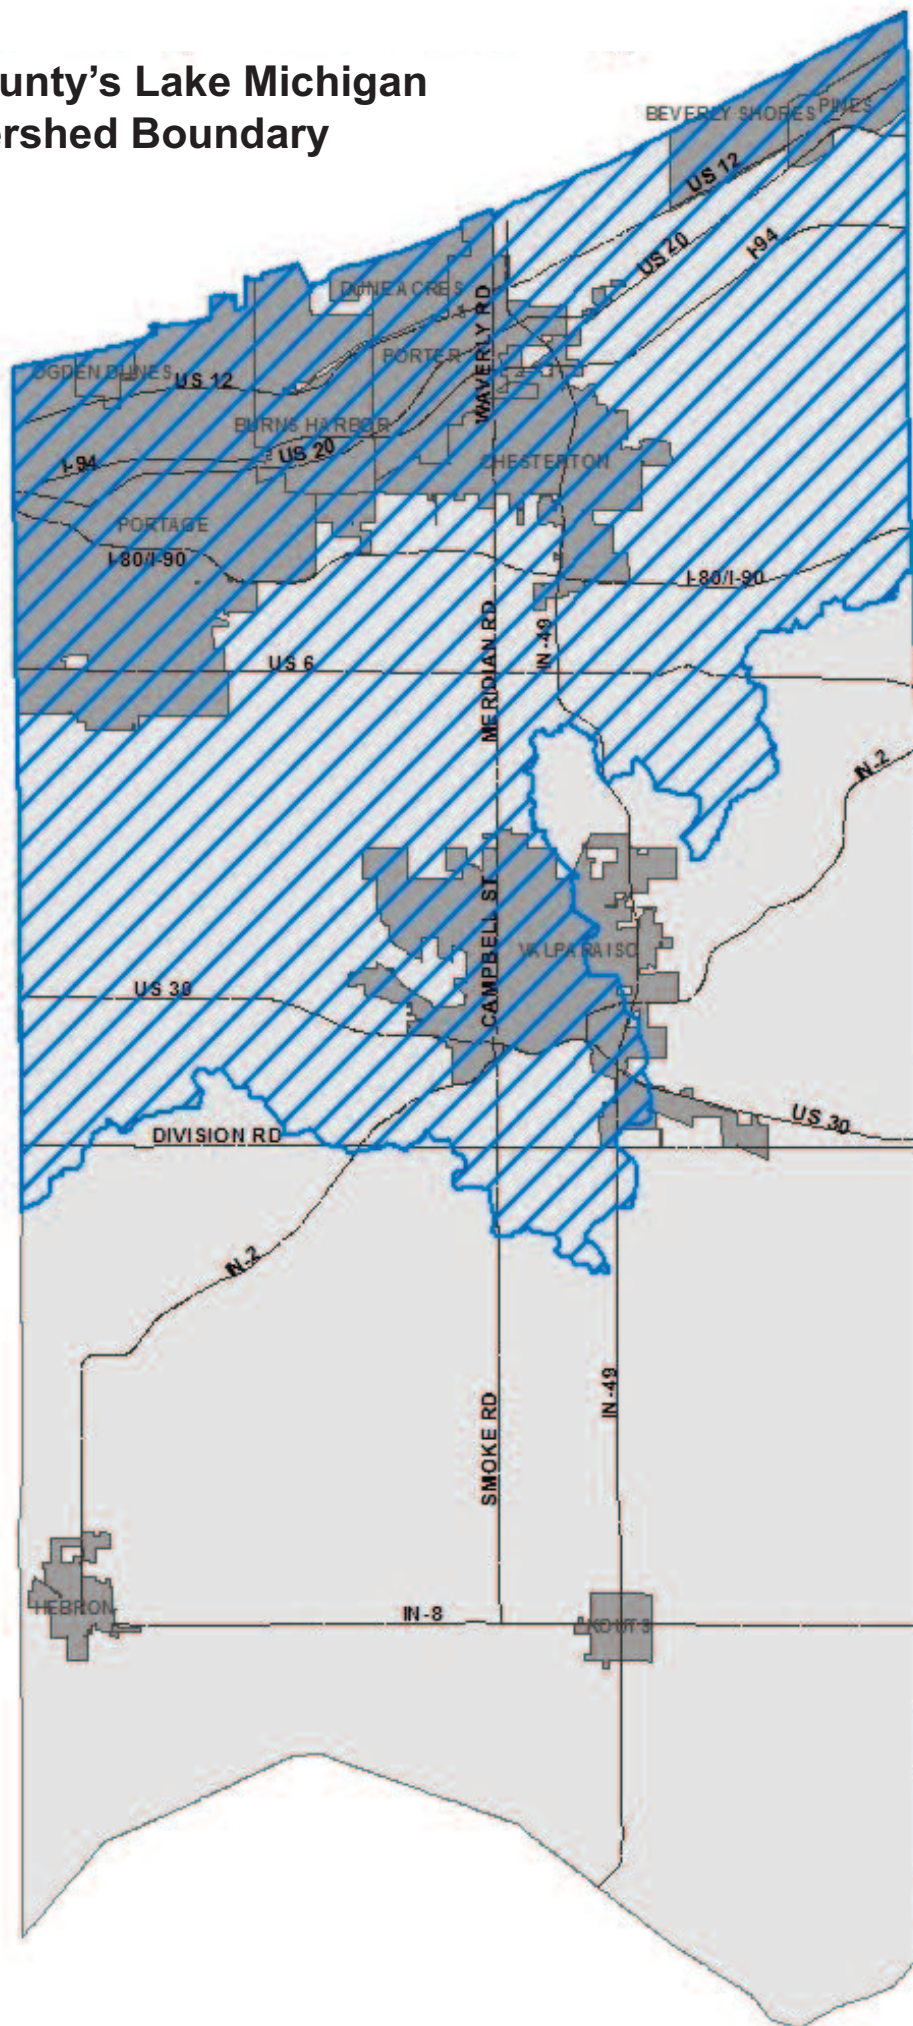 unty's Lake Michigan
ershed Boundary
BEVERLY SHORES
PINES
US 12
US 20
I-94
DUNE ACRES
WAVERLY RD
PORTER
OGDEN DUNES
US 12
BURNS HARBOR
US 20
I-94
CHESTERTON
PORTAGE
I-80/I-90
I-80/I-90
IN-49
MERIDIAN RD
US 6
IN-2
CAMPBELL ST
VALPARAISO
US 30
US 30
DIVISION RD
IN-2
IN-49
SMOKE RD
HEBRON
IN-8
KOUTS